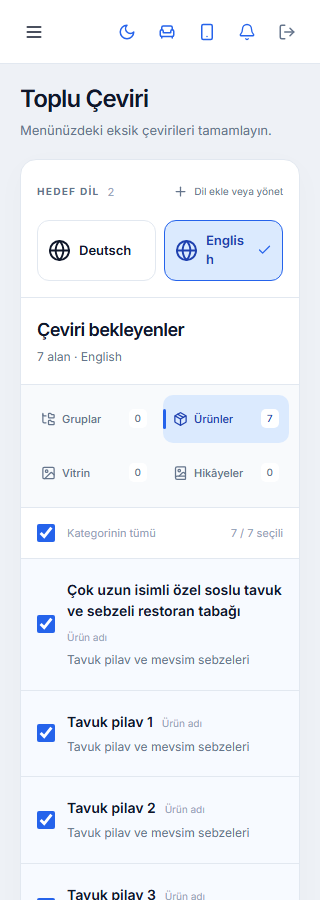 Toplu Çeviri
Menünüzdeki eksik çevirileri tamamlayın.
HEDEF DİL 2
Dil ekle veya yönet
Deutsch
Englis
h
Çeviri bekleyenler
7 alan · English
Gruplar 0
Ürünler 7
Vitrin 0
Hikâyeler 0
Kategorinin tümü 7 / 7 seçili
Çok uzun isimli özel soslu tavuk
ve sebzeli restoran tabağı
Ürün adı
Tavuk pilav ve mevsim sebzeleri
Tavuk pilav 1 Ürün adı
Tavuk pilav ve mevsim sebzeleri
Tavuk pilav 2 Ürün adı
Tavuk pilav ve mevsim sebzeleri
Tavuk pilav 3 Ürün adı